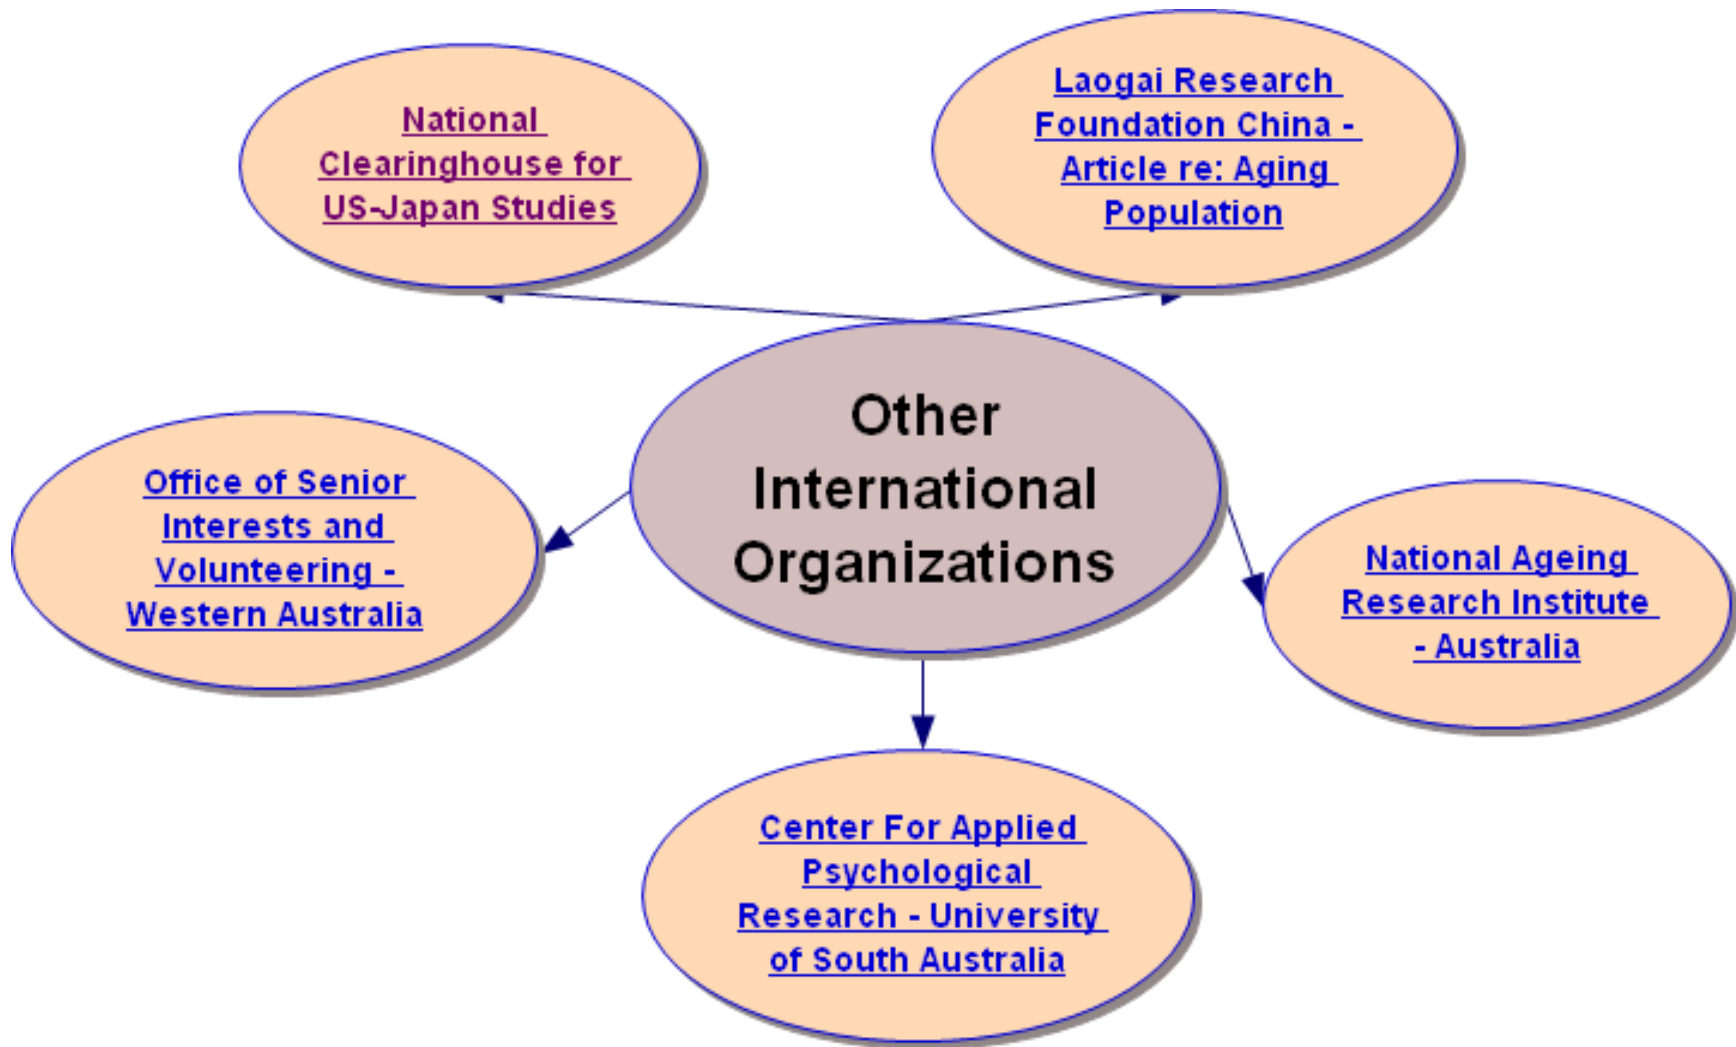 National
Clearinghouse for
US-Japan Studies
Laogai Research
Foundation China -
Article re: Aging
Population
Other
International
Organizations
Office of Senior
Interests and
Volunteering -
Western Australia
National Ageing
Research Institute
- Australia
Center For Applied
Psychological
Research - University
of South Australia